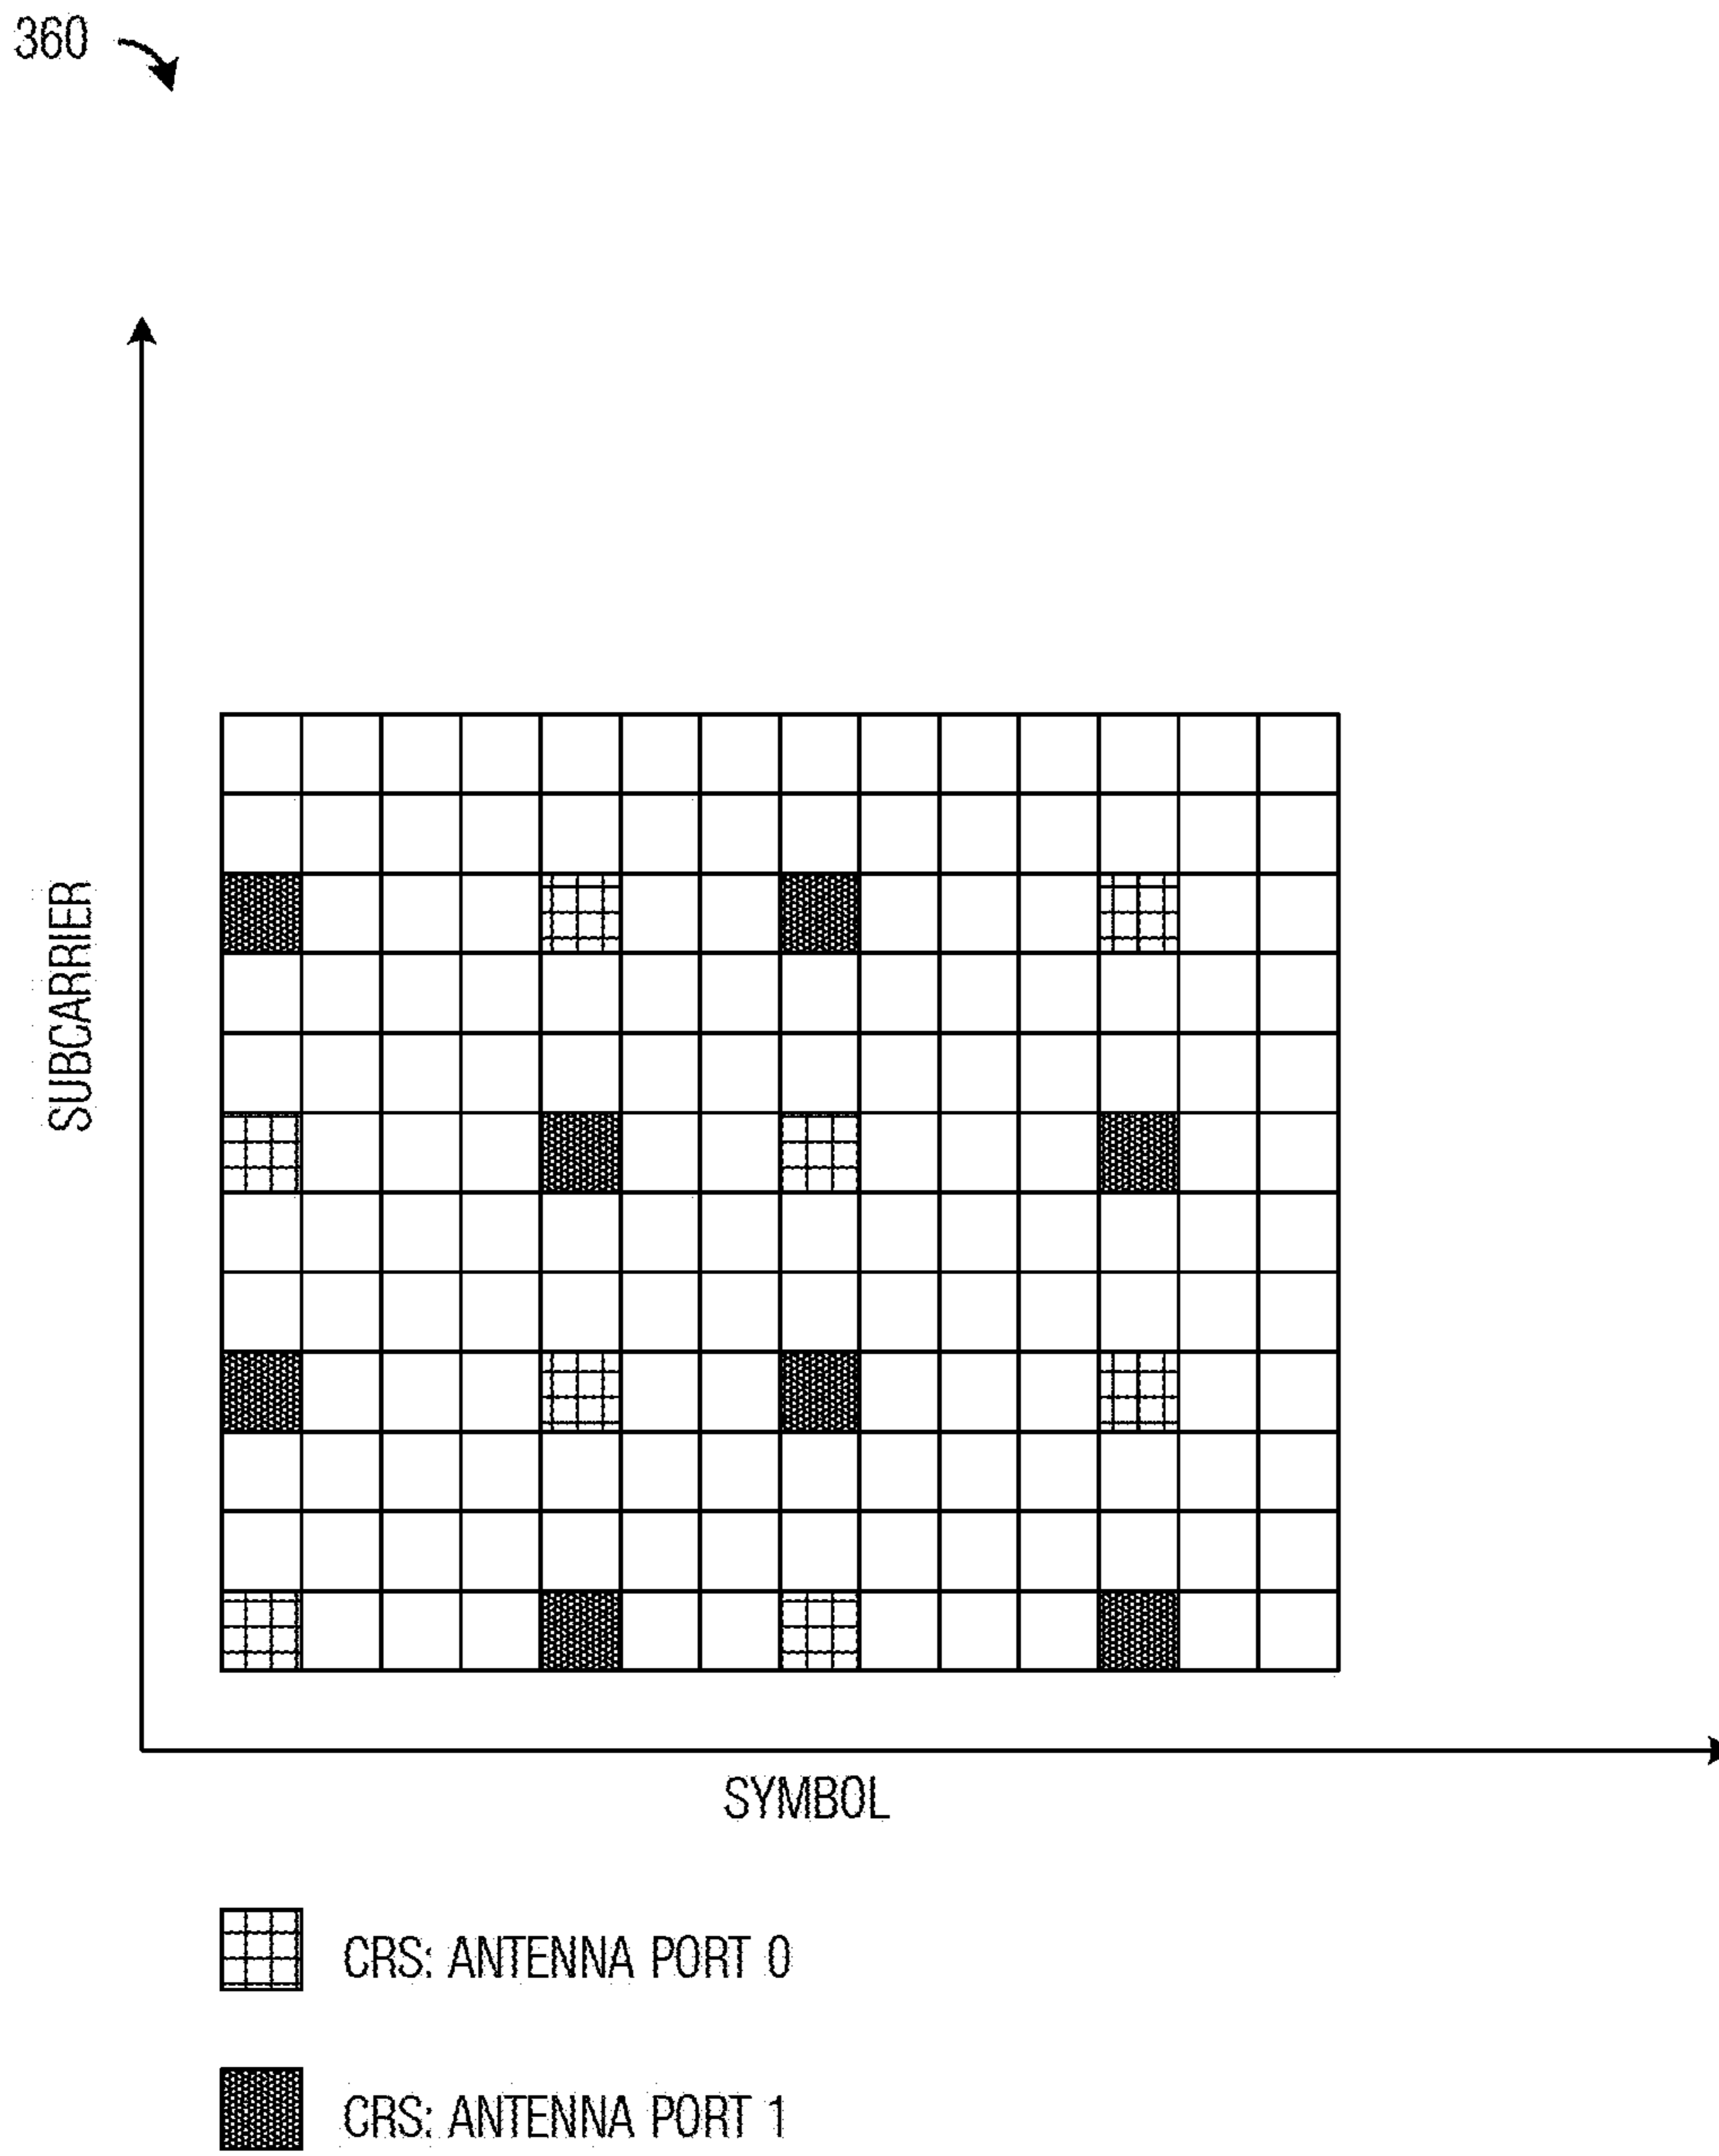 360
SUBCARRIER
SYMBOL
CRS: ANTENNA PORT 0
CRS: ANTENNA PORT 1